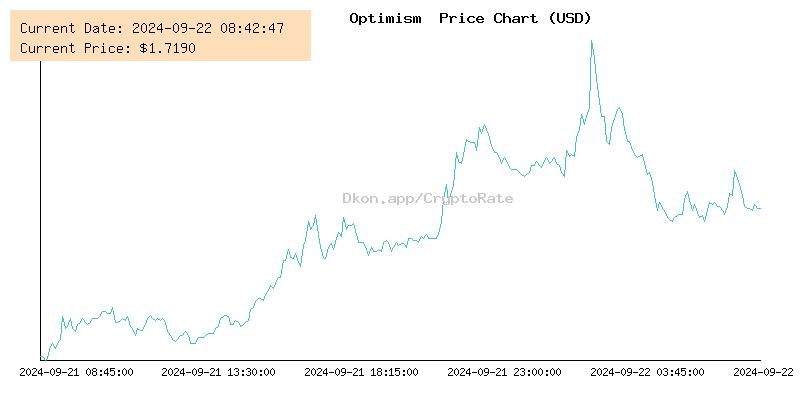 Optimism  Price Chart (USD)
Current Date: 2024-09-22 08:42:47
Current Price: $1.7190
Dkon.app/CryptoRate
2024-09-21 08:45:00 2024-09-21 13:30:00 2024-09-21 18:15:00 2024-09-21 23:00:00 2024-09-22 03:45:00 2024-09-22